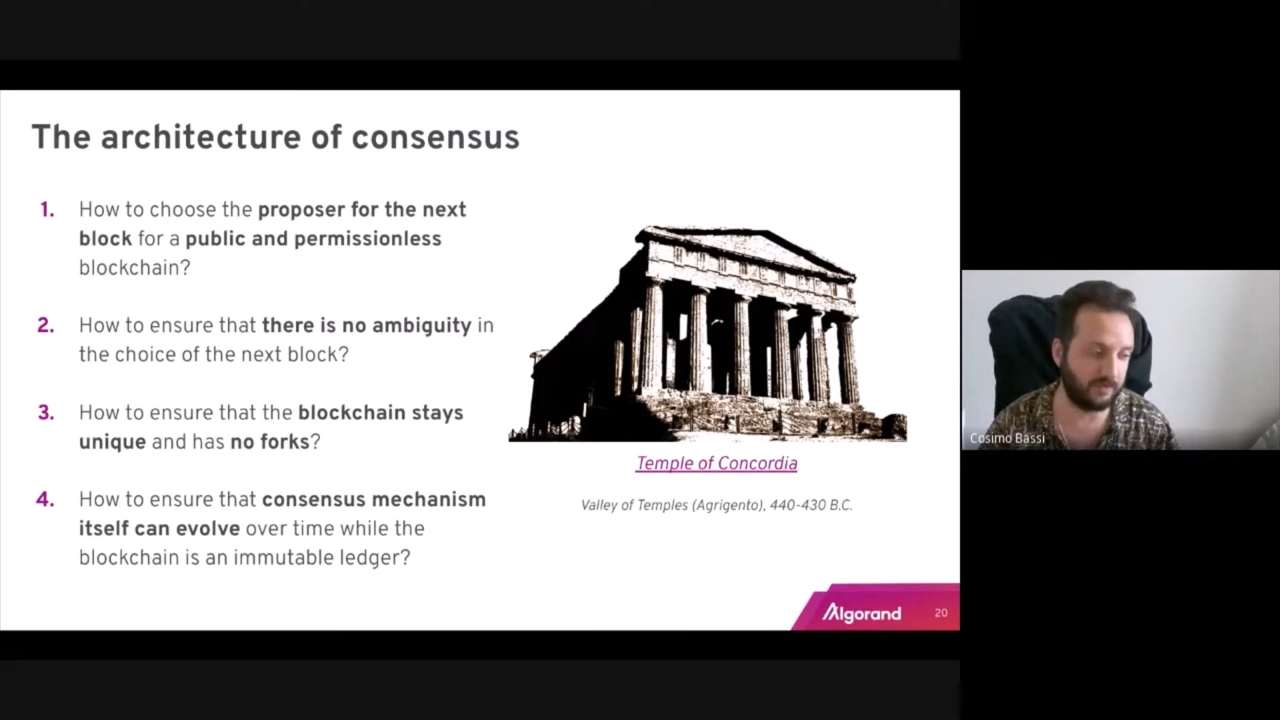 The architecture of consensus
1. How to choose the proposer for the next
block for a public and permissionless
blockchain?
2. How to ensure that there is no ambiguity in
the choice of the next block?
3. How to ensure that the blockchain stays
unique and has no forks?
4. How to ensure that consensus mechanism
itself can evolve over time while the
blockchain is an immutable ledger?
Temple of Concordia
Valley of Temples (Agrigento), 440-430 B.C.
Algorand 20
Cosimo Bassi